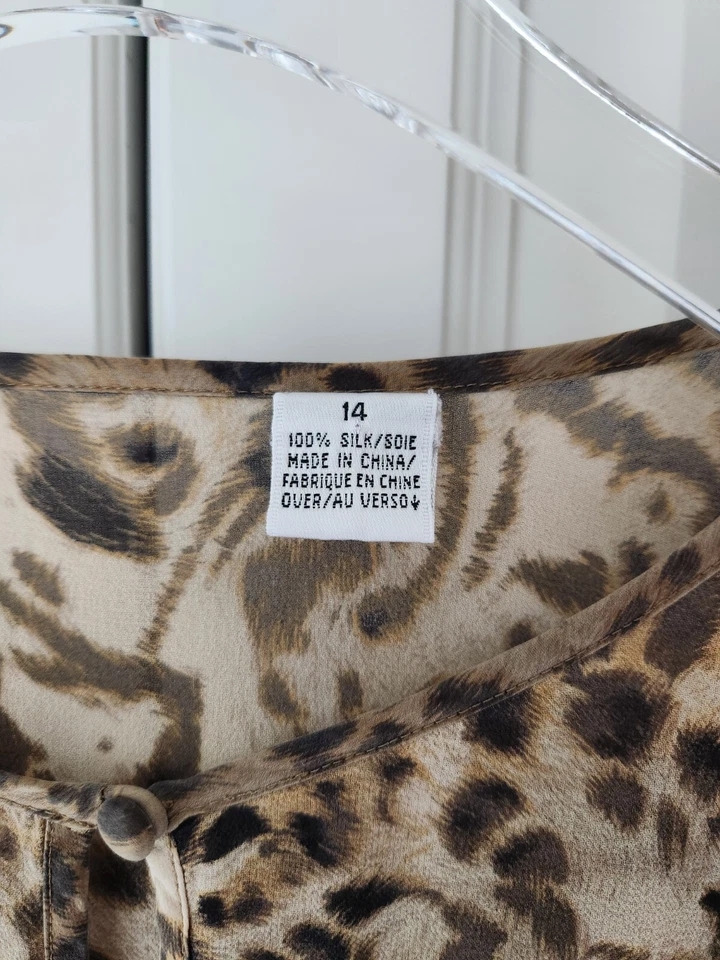 14
100% SILK/SOIE
MADE IN CHINA/
FABRIQUE EN CHINE
OVER/AU VERSO↓